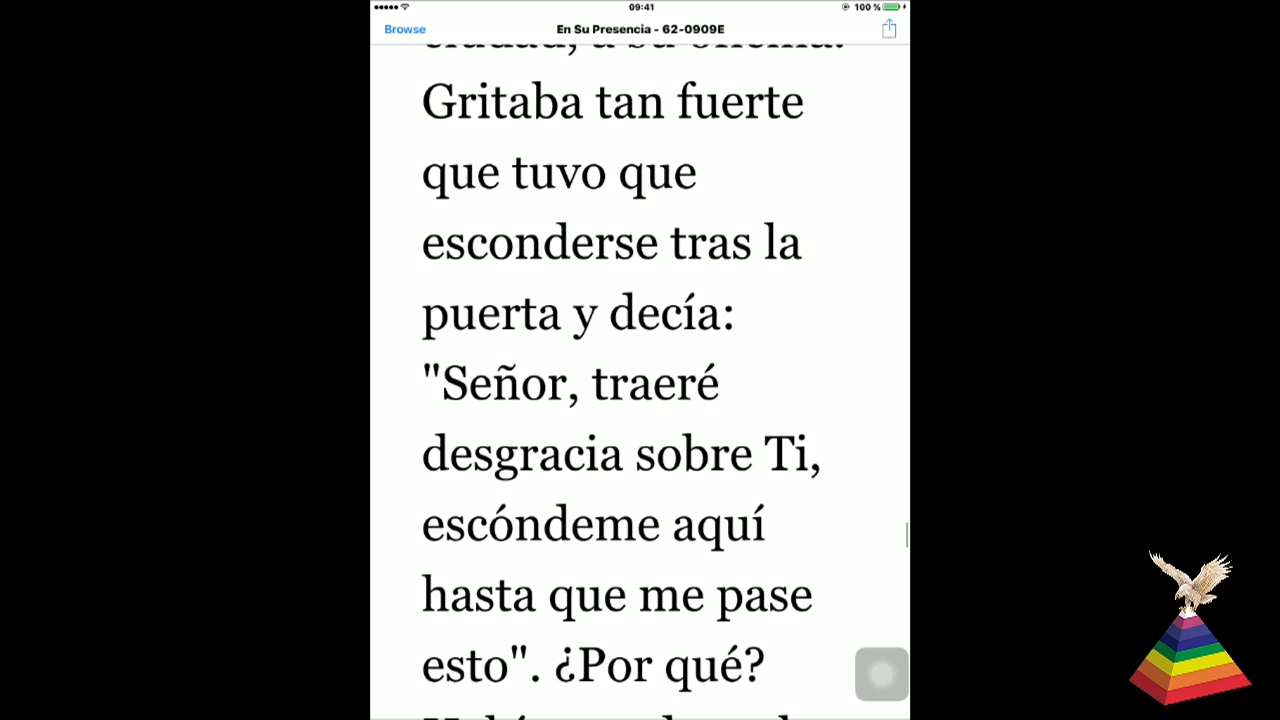 09:41
100 %
Browse
En Su Presencia - 62-0909E
Gritaba tan fuerte
que tuvo que
esconderse tras la
puerta y decía:
"Señor, traeré
desgracia sobre Ti,
escóndeme aquí
hasta que me pase
esto". ¿Por qué?